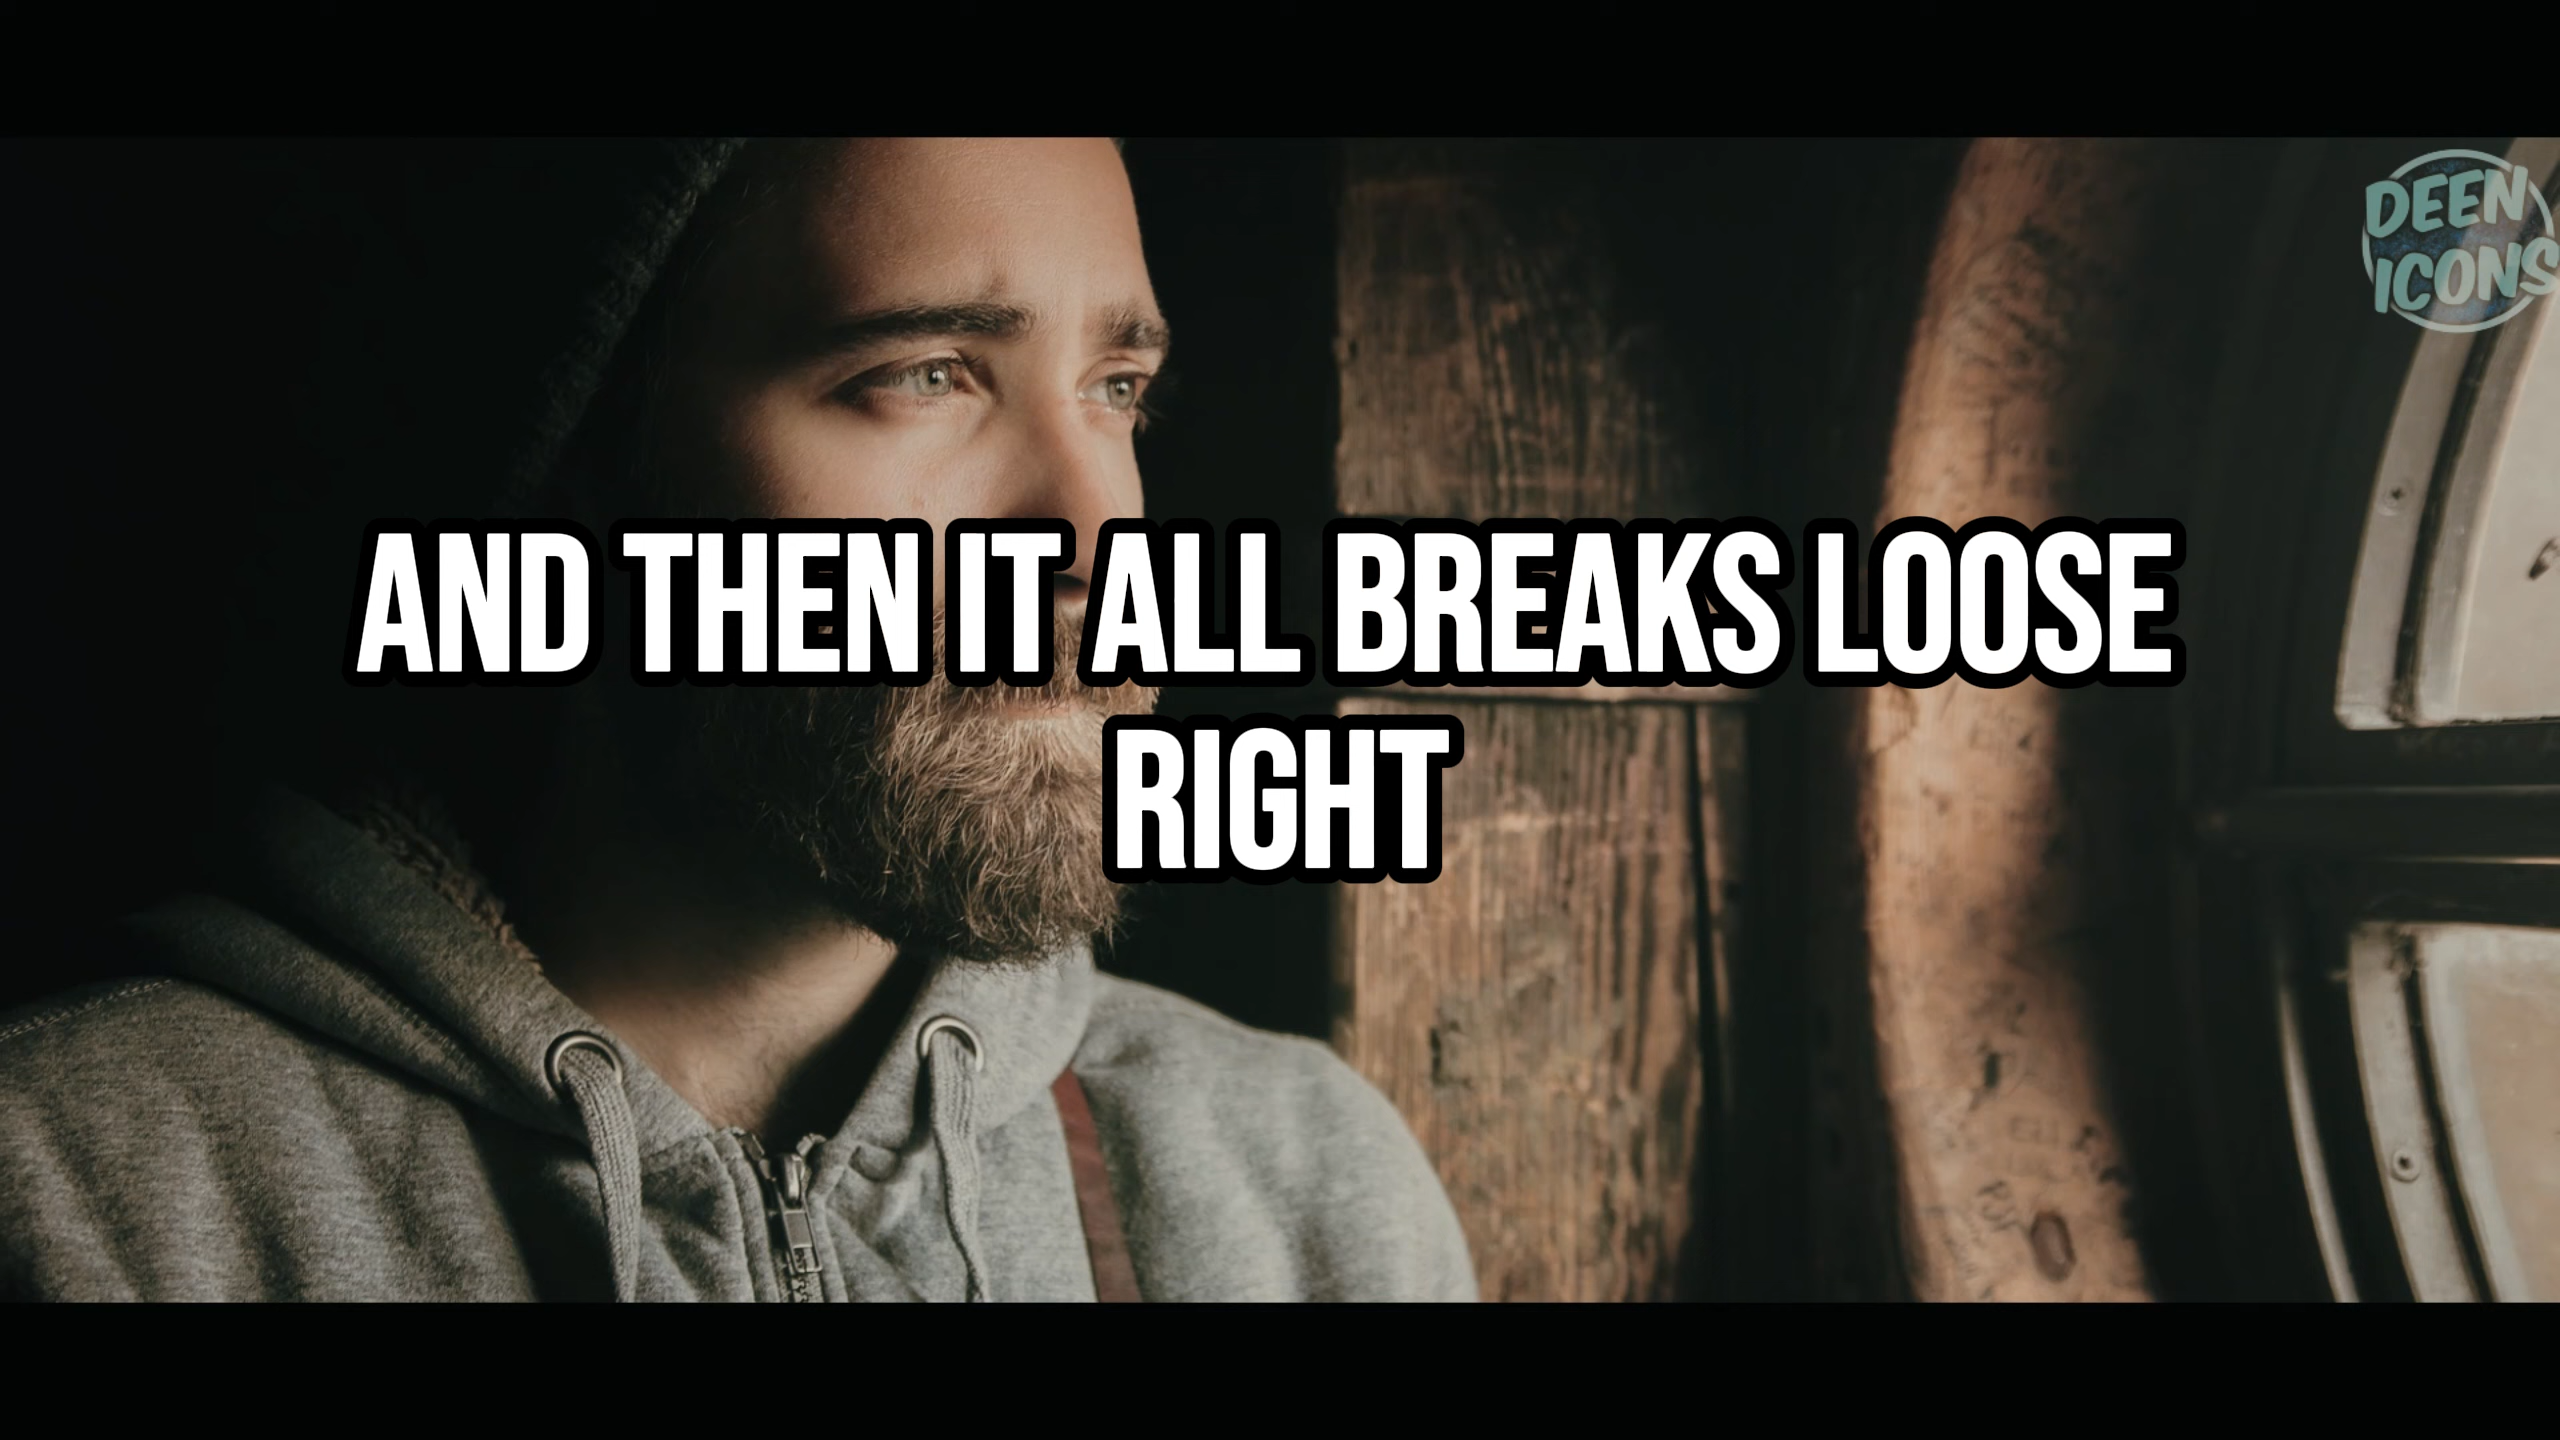 DEEN
ICONS
AND THEN IT ALL BREAKS LOOSE
RIGHT